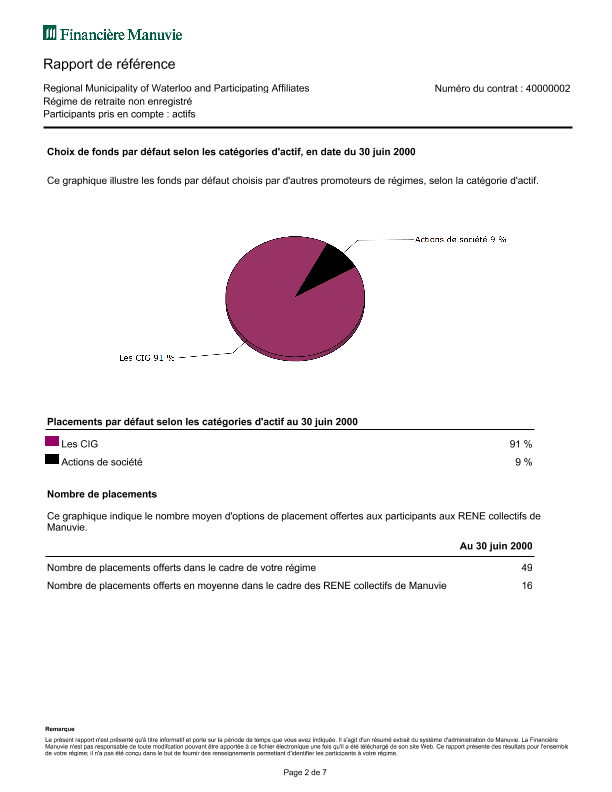 Financière Manuvie
Rapport de référence
Regional Municipality of Waterloo and Participating Affiliates
Numéro du contrat : 40000002
Régime de retraite non enregistré
Participants pris en compte : actifs
Choix de fonds par défaut selon les catégories d'actif, en date du 30 juin 2000
Ce graphique illustre les fonds par défaut choisis par d'autres promoteurs de régimes, selon la catégorie d'actif.
Actions de société 9 %
Les CIG 91 %
Placements par défaut selon les catégories d'actif au 30 juin 2000
Les CIG 91 %
Actions de société 9 %
Nombre de placements
Ce graphique indique le nombre moyen d'options de placement offertes aux participants aux RENE collectifs de
Manuvie.
Au 30 juin 2000
Nombre de placements offerts dans le cadre de votre régime 49
Nombre de placements offerts en moyenne dans le cadre des RENE collectifs de Manuvie 16
Remarque
Le présent rapport n'est présenté qu'à titre informatif et porte sur la période de temps que vous avez indiquée. Il s'agit d'un résumé extrait du système d'administration de Manuvie. La Financière
Manuvie n'est pas responsable de toute modification pouvant être apportée à ce fichier électronique une fois qu'il a été téléchargé de son site Web. Ce rapport présente des résultats pour l'ensemble
de votre régime; il n'a pas été conçu dans le but de fournir des renseignements permettant d'identifier les participants à votre régime.
Page 2 de 7